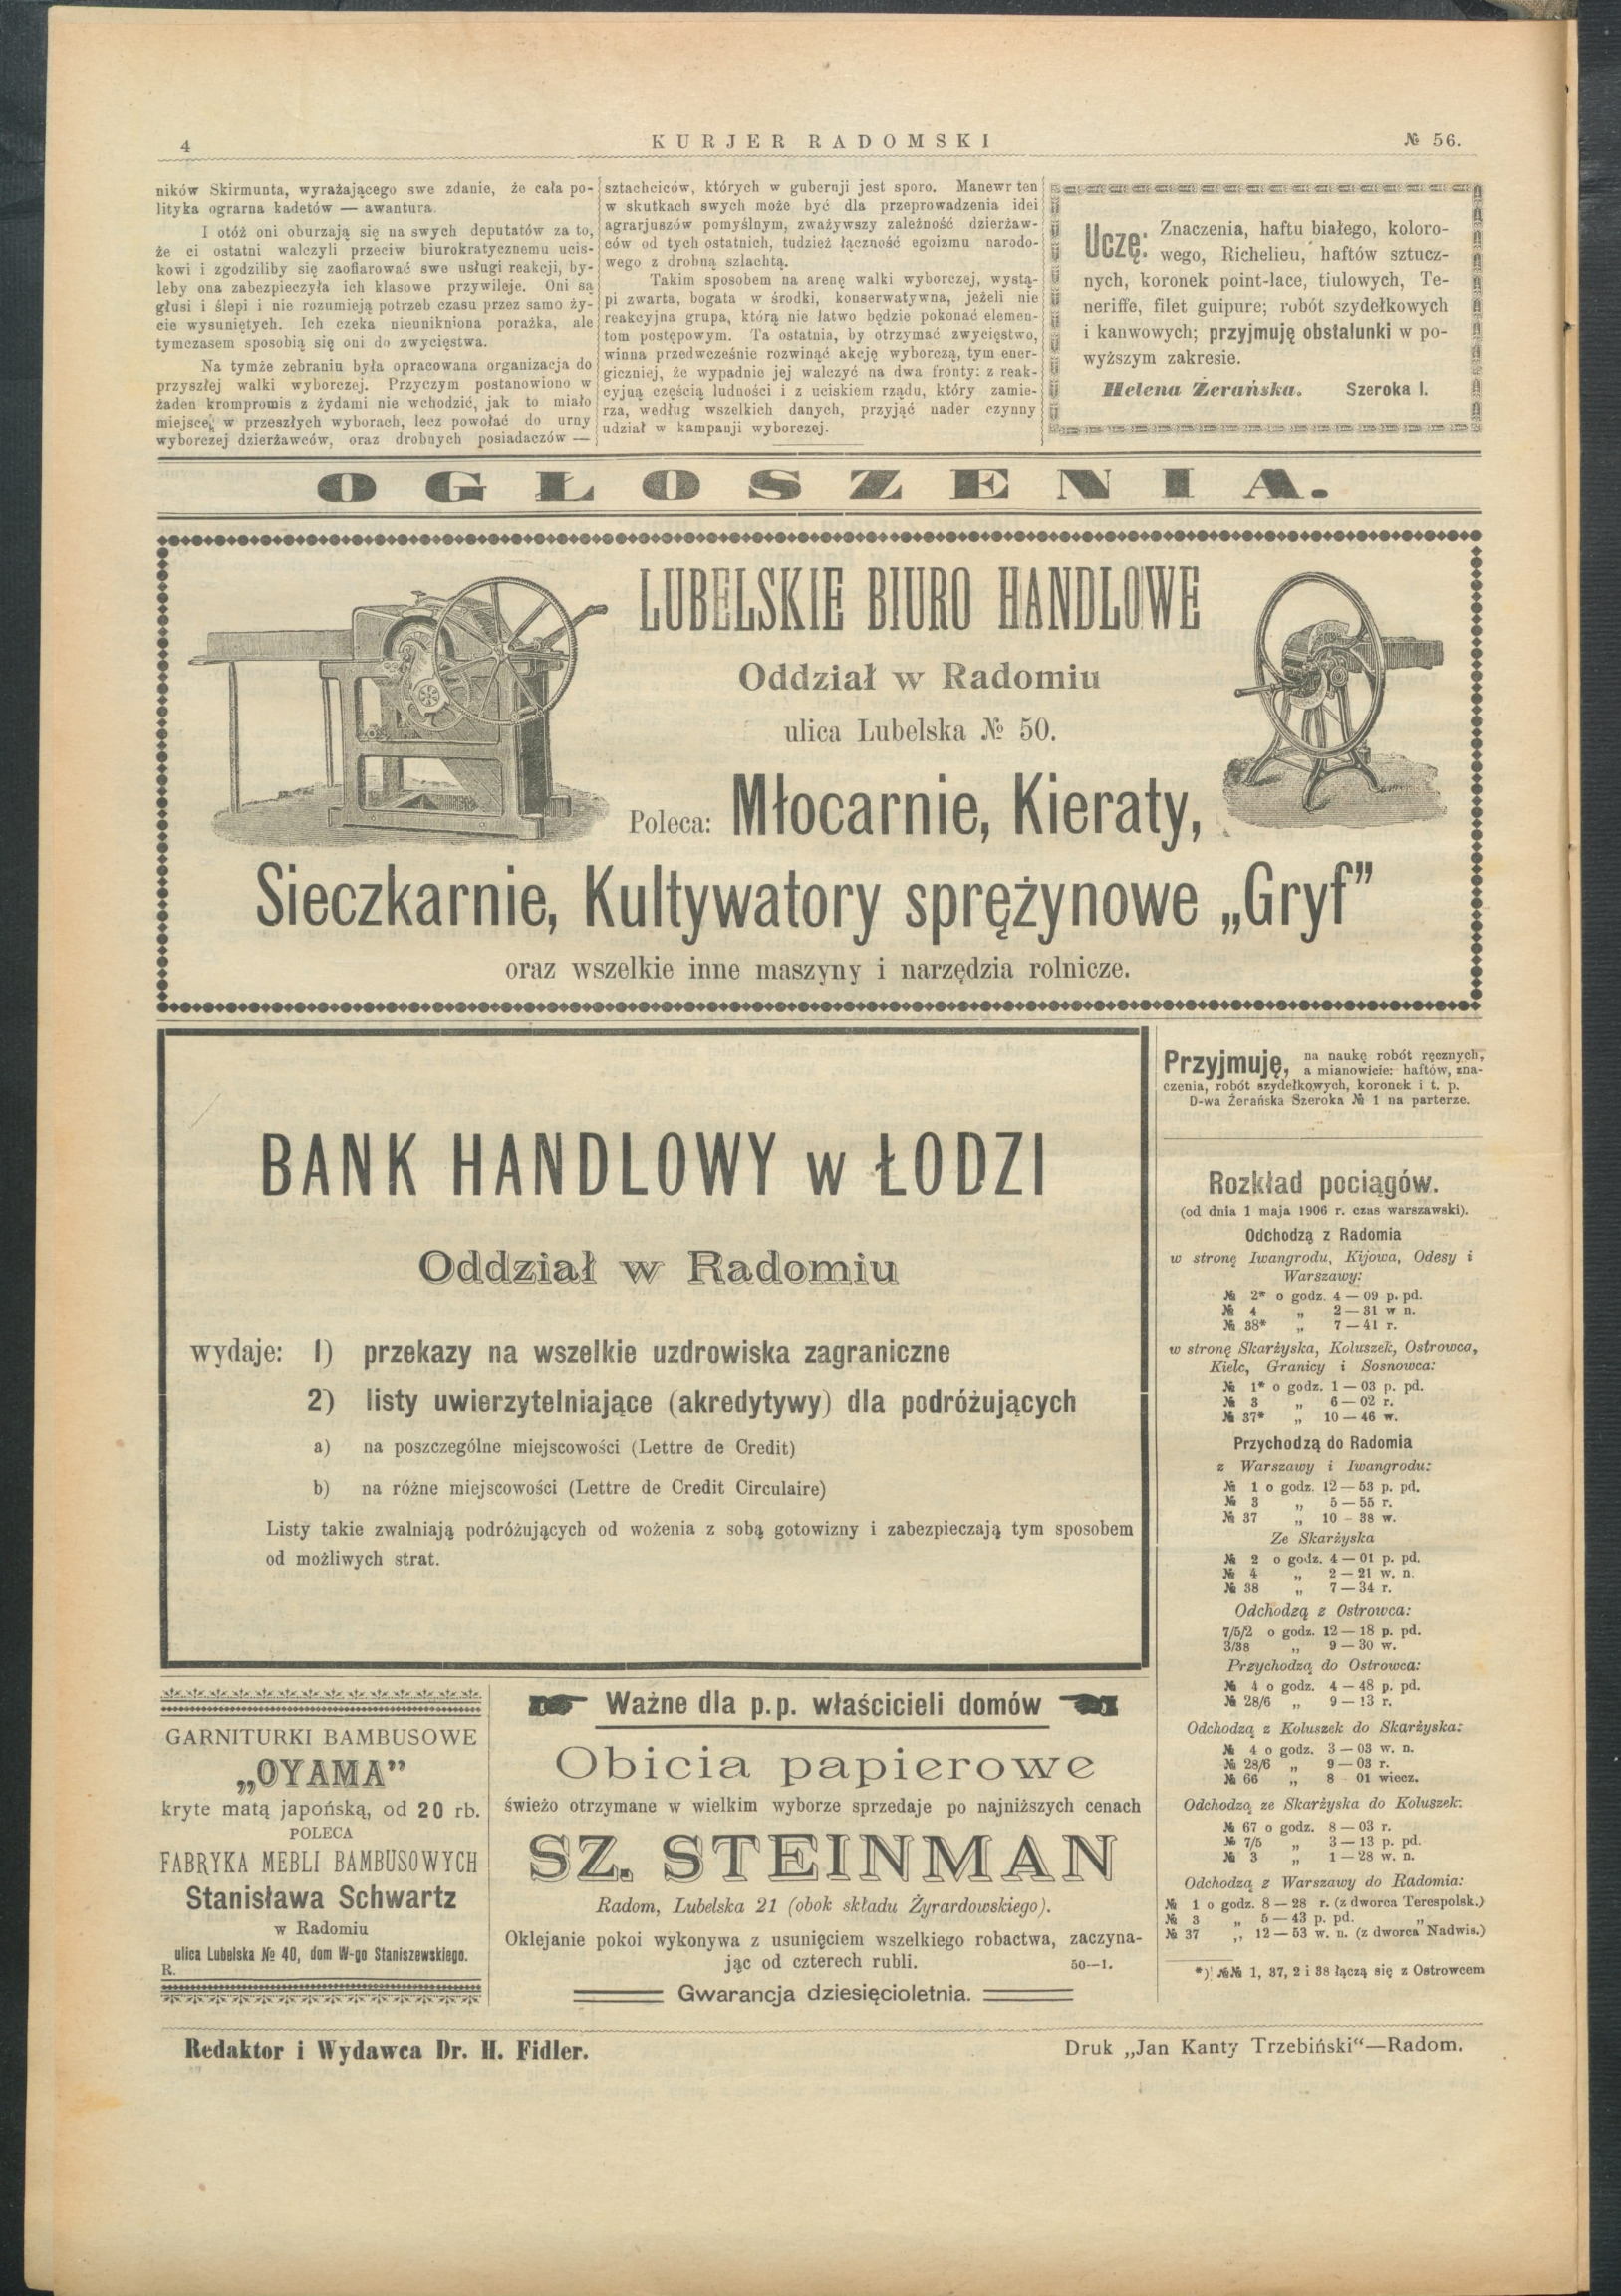 4
KURJER RADOMSKI
№ 56.
ników Skirmunta, wyrażającego swe zdanie, że cała po-
lityka ograrna kadetów — awantura.
I otóż oni oburzają się na swych deputatów za to,
że ci ostatni walczyli przeciw biurokratycznemu ucis-
kowi i zgodziliby się zaofiarować swe usługi reakcji, by-
leby ona zabezpieczyła ich klasowe przywileje. Oni są
głusi i ślepi i nie rozumieją potrzeb czasu przez samo ży-
cie wysuniętych. Ich czeka nieunikniona porażka, ale
tymczasem sposobią się oni do zwycięstwa.
Na tymże zebraniu była opracowana organizacja do
przyszłej walki wyborczej. Przyczym postanowiono w
żaden krompromis z żydami nie wchodzić, jak to miało
miejsce w przeszłych wyborach, lecz powołać do urny
wyborczej dzierżawców, oraz drobnych posiadaczów —
sztachciców, których w gubernji jest sporo. Manewr ten
w skutkach swych może być dla przeprowadzenia idei
agrarjuszów pomyślnym, zważywszy zależność dzierżaw-
ców od tych ostatnich, tudzież łączność egoizmu narodo-
wego z drobną szlachtą.
Takim sposobem na arenę walki wyborczej, wystą-
pi zwarta, bogata w środki, konserwatywna, jeżeli nie
reakcyjna grupa, którą nie łatwo będzie pokonać elemen-
tom postępowym. Ta ostatnia, by otrzymać zwycięstwo,
winna przedwcześnie rozwinąć akcję wyborczą, tym ener-
giczniej, że wypadnie jej walczyć na dwa fronty: z reak-
cyjną częścią ludności i z uciskiem rządu, który zamie-
rza, według wszelkich danych, przyjąć nader czynny
udział w kampanji wyborczej.
Uczę: Znaczenia, haftu białego, koloro-
wego, Richelieu, haftów sztucz-
nych, koronek point-lace, tiulowych, Te-
neriffe, filet guipure; robót szydełkowych
i kanwowych; przyjmuję obstalunki w po-
wyższym zakresie.
Helena Żerańska. Szeroka I.
OGŁOSZENIA.
LUBELSKIE BIURO HANDLOWE
Oddział w Radomiu
ulica Lubelska № 50.
Poleca: Młocarnie, Kieraty,
Sieczkarnie, Kultywatory sprężynowe „Gryf”
oraz wszelkie inne maszyny i narzędzia rolnicze.
BANK HANDLOWY w ŁODZI
Oddział w Radomiu
wydaje: 1) przekazy na wszelkie uzdrowiska zagraniczne
2) listy uwierzytelniające (akredytywy) dla podróżujących
a) na poszczególne miejscowości (Lettre de Credit)
b) na różne miejscowości (Lettre de Credit Circulaire)
Listy takie zwalniają podróżujących od wożenia z sobą gotowizny i zabezpieczają tym sposobem
od możliwych strat.
Przyjmuję, na naukę robót ręcznych,
a mianowicie: haftów, zna-
czenia, robót szydełkowych, koronek i t. p.
D-wa Żerańska Szeroka № 1 na parterze.
Rozkład pociągów.
(od dnia 1 maja 1906 r. czas warszawski).
Odchodzą z Radomia
w stronę Iwangrodu, Kijowa, Odesy i
Warszawy:
№ 2* o godz. 4 — 09 p. pd.
№ 4 „ 2 — 31 w n.
№ 38* „ 7 — 41 r.
w stronę Skarżyska, Koluszek, Ostrowca,
Kielc, Granicy i Sosnowca:
№ 1* o godz. 1 — 03 p. pd.
№ 3 „ 6 — 02 r.
№ 37* „ 10 — 46 w.
Przychodzą do Radomia
z Warszawy i Iwangrodu:
№ 1 o godz. 12 — 53 p. pd.
№ 3 „ 5 — 55 r.
№ 37 „ 10 – 38 w.
Ze Skarżyska
№ 2 o godz. 4 — 01 p. pd.
№ 4 „ 2 — 21 w. n.
№ 38 „ 7 — 34 r.
Odchodzą z Ostrowca:
7/5/2 o godz. 12 — 18 p. pd.
3/38 „ 9 — 30 w.
Przychodzą do Ostrowca:
№ 4 o godz. 4 — 48 p. pd.
№ 28/6 „ 9 — 13 r.
Odchodzą z Koluszek do Skarżyska:
№ 4 o godz. 3 — 03 w. n.
№ 28/6 „ 9 — 03 r.
№ 66 „ 8 01 wiecz.
Odchodzą ze Skarżyska do Koluszek:
№ 67 o godz. 8 — 03 r.
№ 7/5 „ 3 — 13 p. pd.
№ 3 „ 1 — 28 w. n.
Odchodzą z Warszawy do Radomia:
№ 1 o godz. 8 — 28 r. (z dworca Terespolsk.)
№ 3 „ 5 — 43 p. pd. „
№ 37 „ 12 — 53 w. n. (z dworca Nadwis.)
*) №№ 1, 37, 2 i 38 łączą się z Ostrowcem
GARNITURKI BAMBUSOWE
„OYAMA”
kryte matą japońską, od 20 rb.
POLECA
FABRYKA MEBLI BAMBUSOWYCH
Stanisława Schwartz
w Radomiu
ulica Lubelska № 40, dom W-go Staniszewskiego.
R.
Ważne dla p.p. właścicieli domów
Obicia papierowe
świeżo otrzymane w wielkim wyborze sprzedaje po najniższych cenach
SZ. STEINMAN
Radom, Lubelska 21 (obok składu Żyrardowskiego).
Oklejanie pokoi wykonywa z usunięciem wszelkiego robactwa, zaczyna-
jąc od czterech rubli. 50—1.
Gwarancja dziesięcioletnia.
Redaktor i Wydawca Dr. H. Fidler.
Druk „Jan Kanty Trzebiński“—Radom.